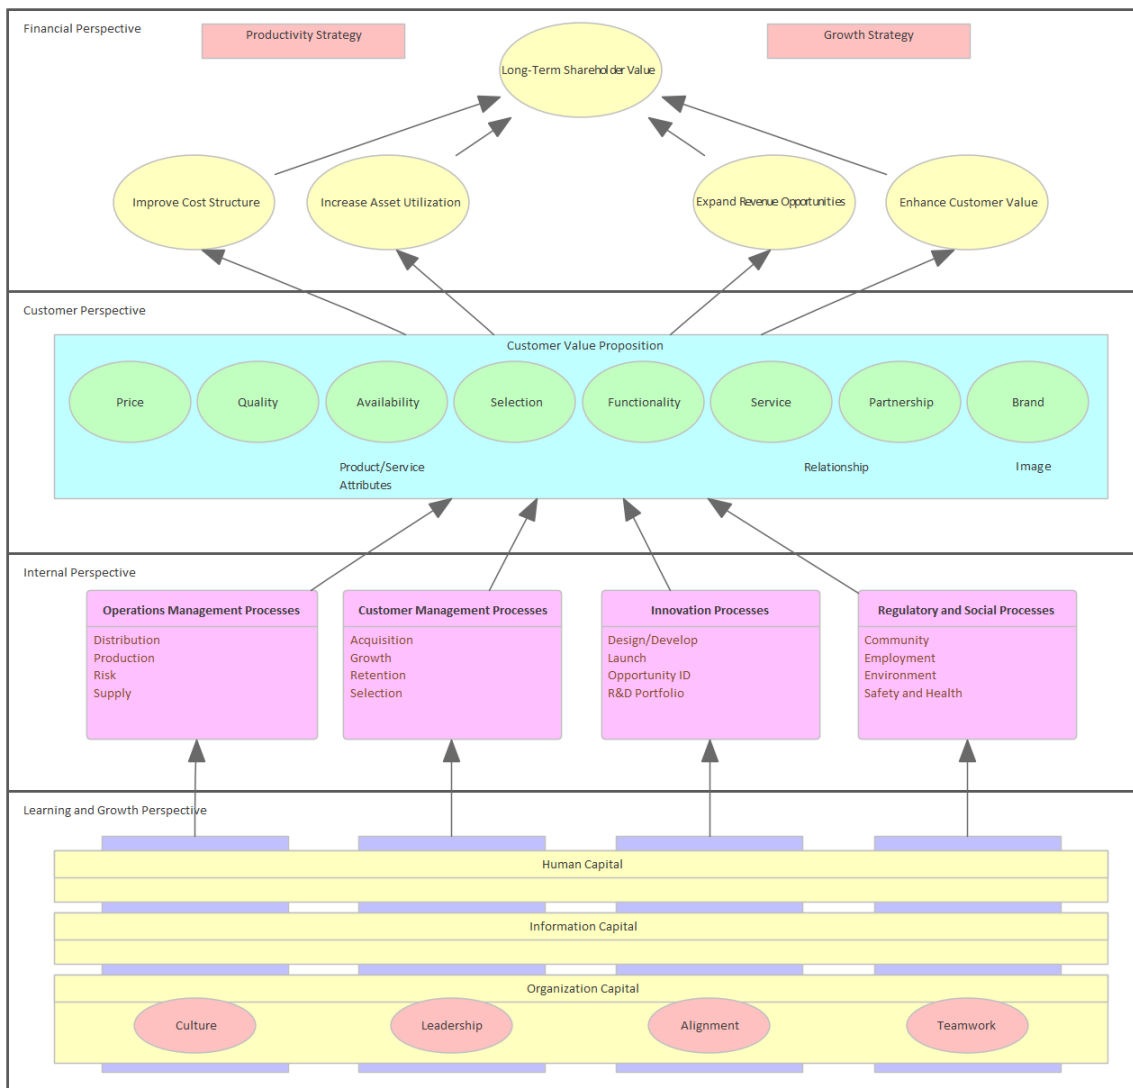 Financial Perspective
Productivity Strategy
Growth Strategy
Long-Term Shareholder Value
Improve Cost Structure
Increase Asset Utilization
Expand Revenue Opportunities
Enhance Customer Value
Customer Perspective
Customer Value Proposition
Price
Quality
Availability
Selection
Functionality
Service
Partnership
Brand
Product/Service
Attributes
Relationship
Image
Internal Perspective
Operations Management Processes
Distribution
Production
Risk
Supply
Customer Management Processes
Acquisition
Growth
Retention
Selection
Innovation Processes
Design/Develop
Launch
Opportunity ID
R&D Portfolio
Regulatory and Social Processes
Community
Employment
Environment
Safety and Health
Learning and Growth Perspective
Human Capital
Information Capital
Organization Capital
Culture
Leadership
Alignment
Teamwork